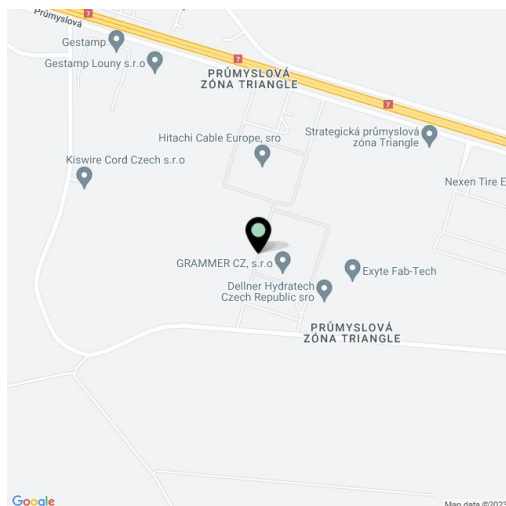 Průmyslová
7
Gestamp
Gestamp Louny s.r.o
7
PRŮMYSLOVÁ
ZÓNA TRIANGLE
7
Hitachi Cable Europe, sro
Strategická průmyslová
zóna Triangle
Kiswire Cord Czech s.r.o
Nexen Tire E
GRAMMER CZ, s.r.o
Exyte Fab-Tech
Dellner Hydratech
Czech Republic sro
PRŮMYSLOVÁ
ZÓNA TRIANGLE
Google
Map data ©2023